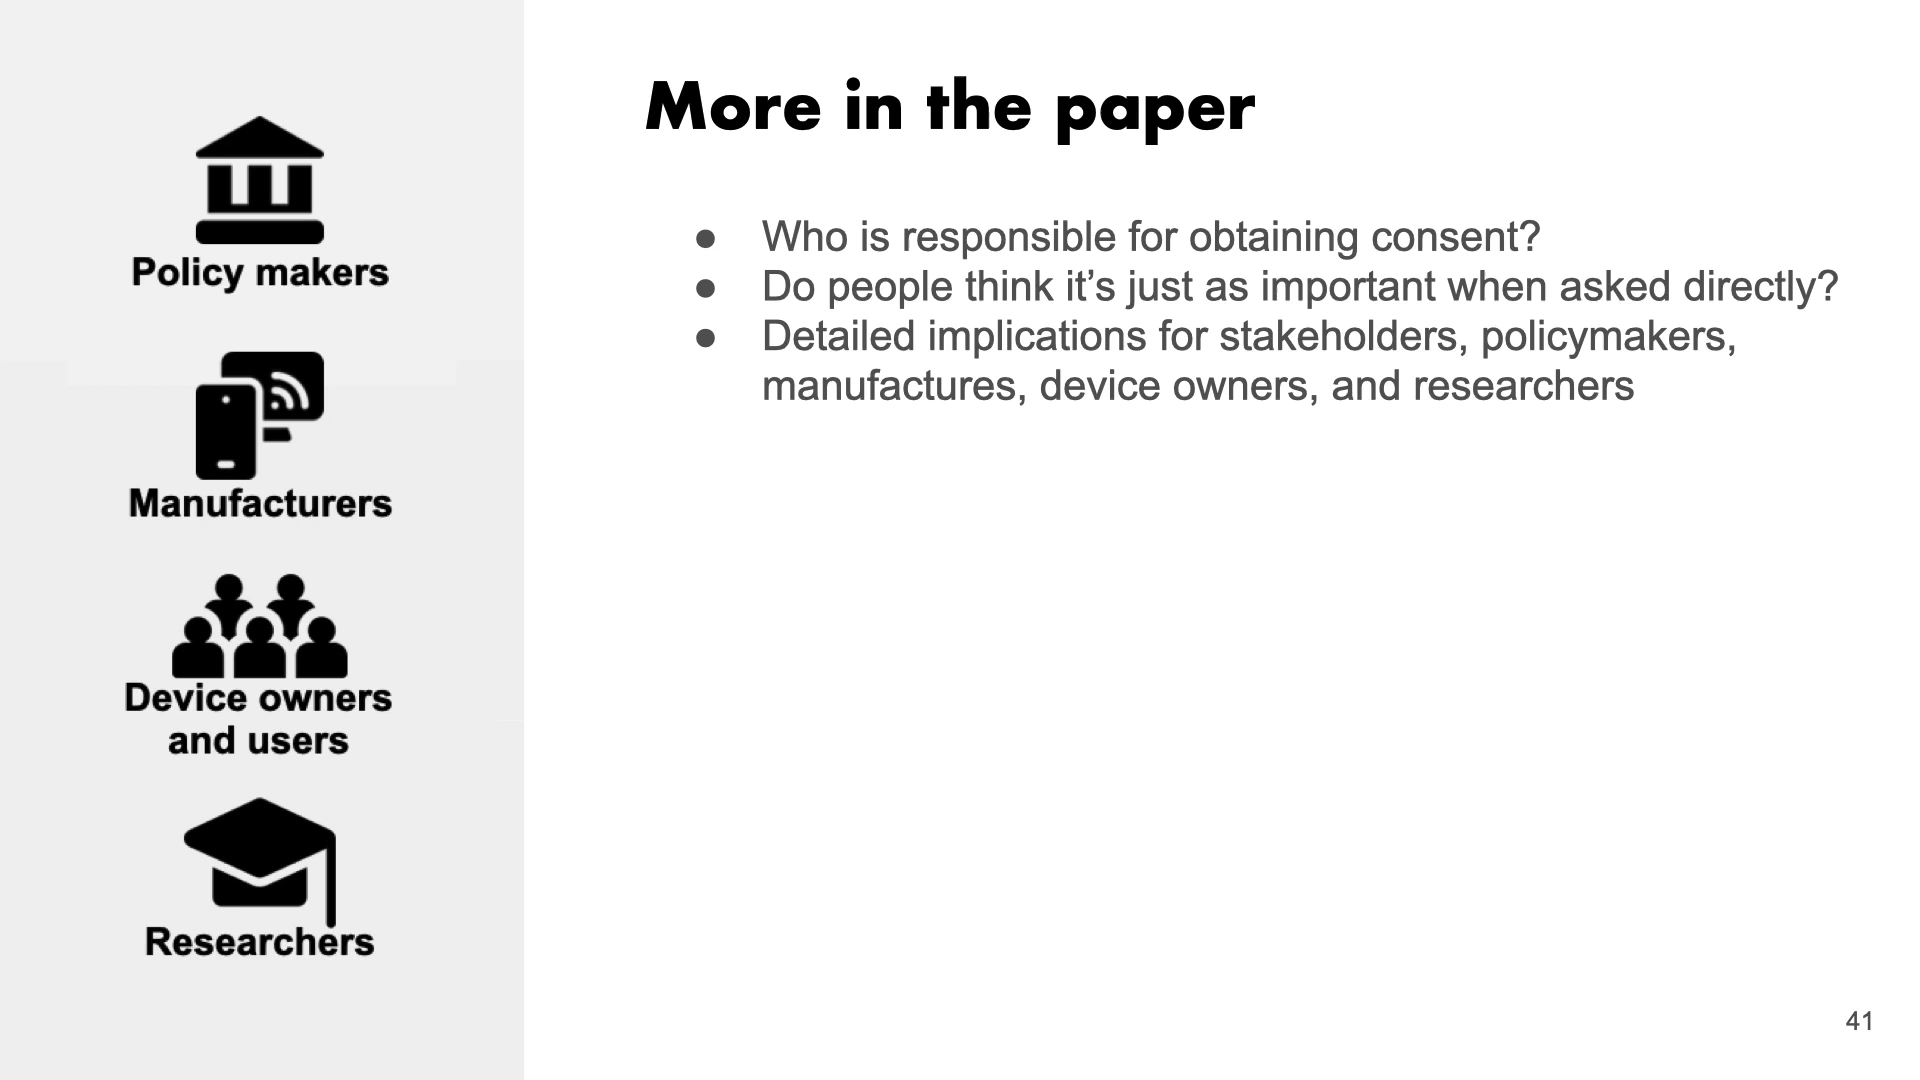 Policy makers
Manufacturers
Device owners
and users
Researchers
More in the paper
● Who is responsible for obtaining consent?
● Do people think it’s just as important when asked directly?
● Detailed implications for stakeholders, policymakers,
manufactures, device owners, and researchers
41